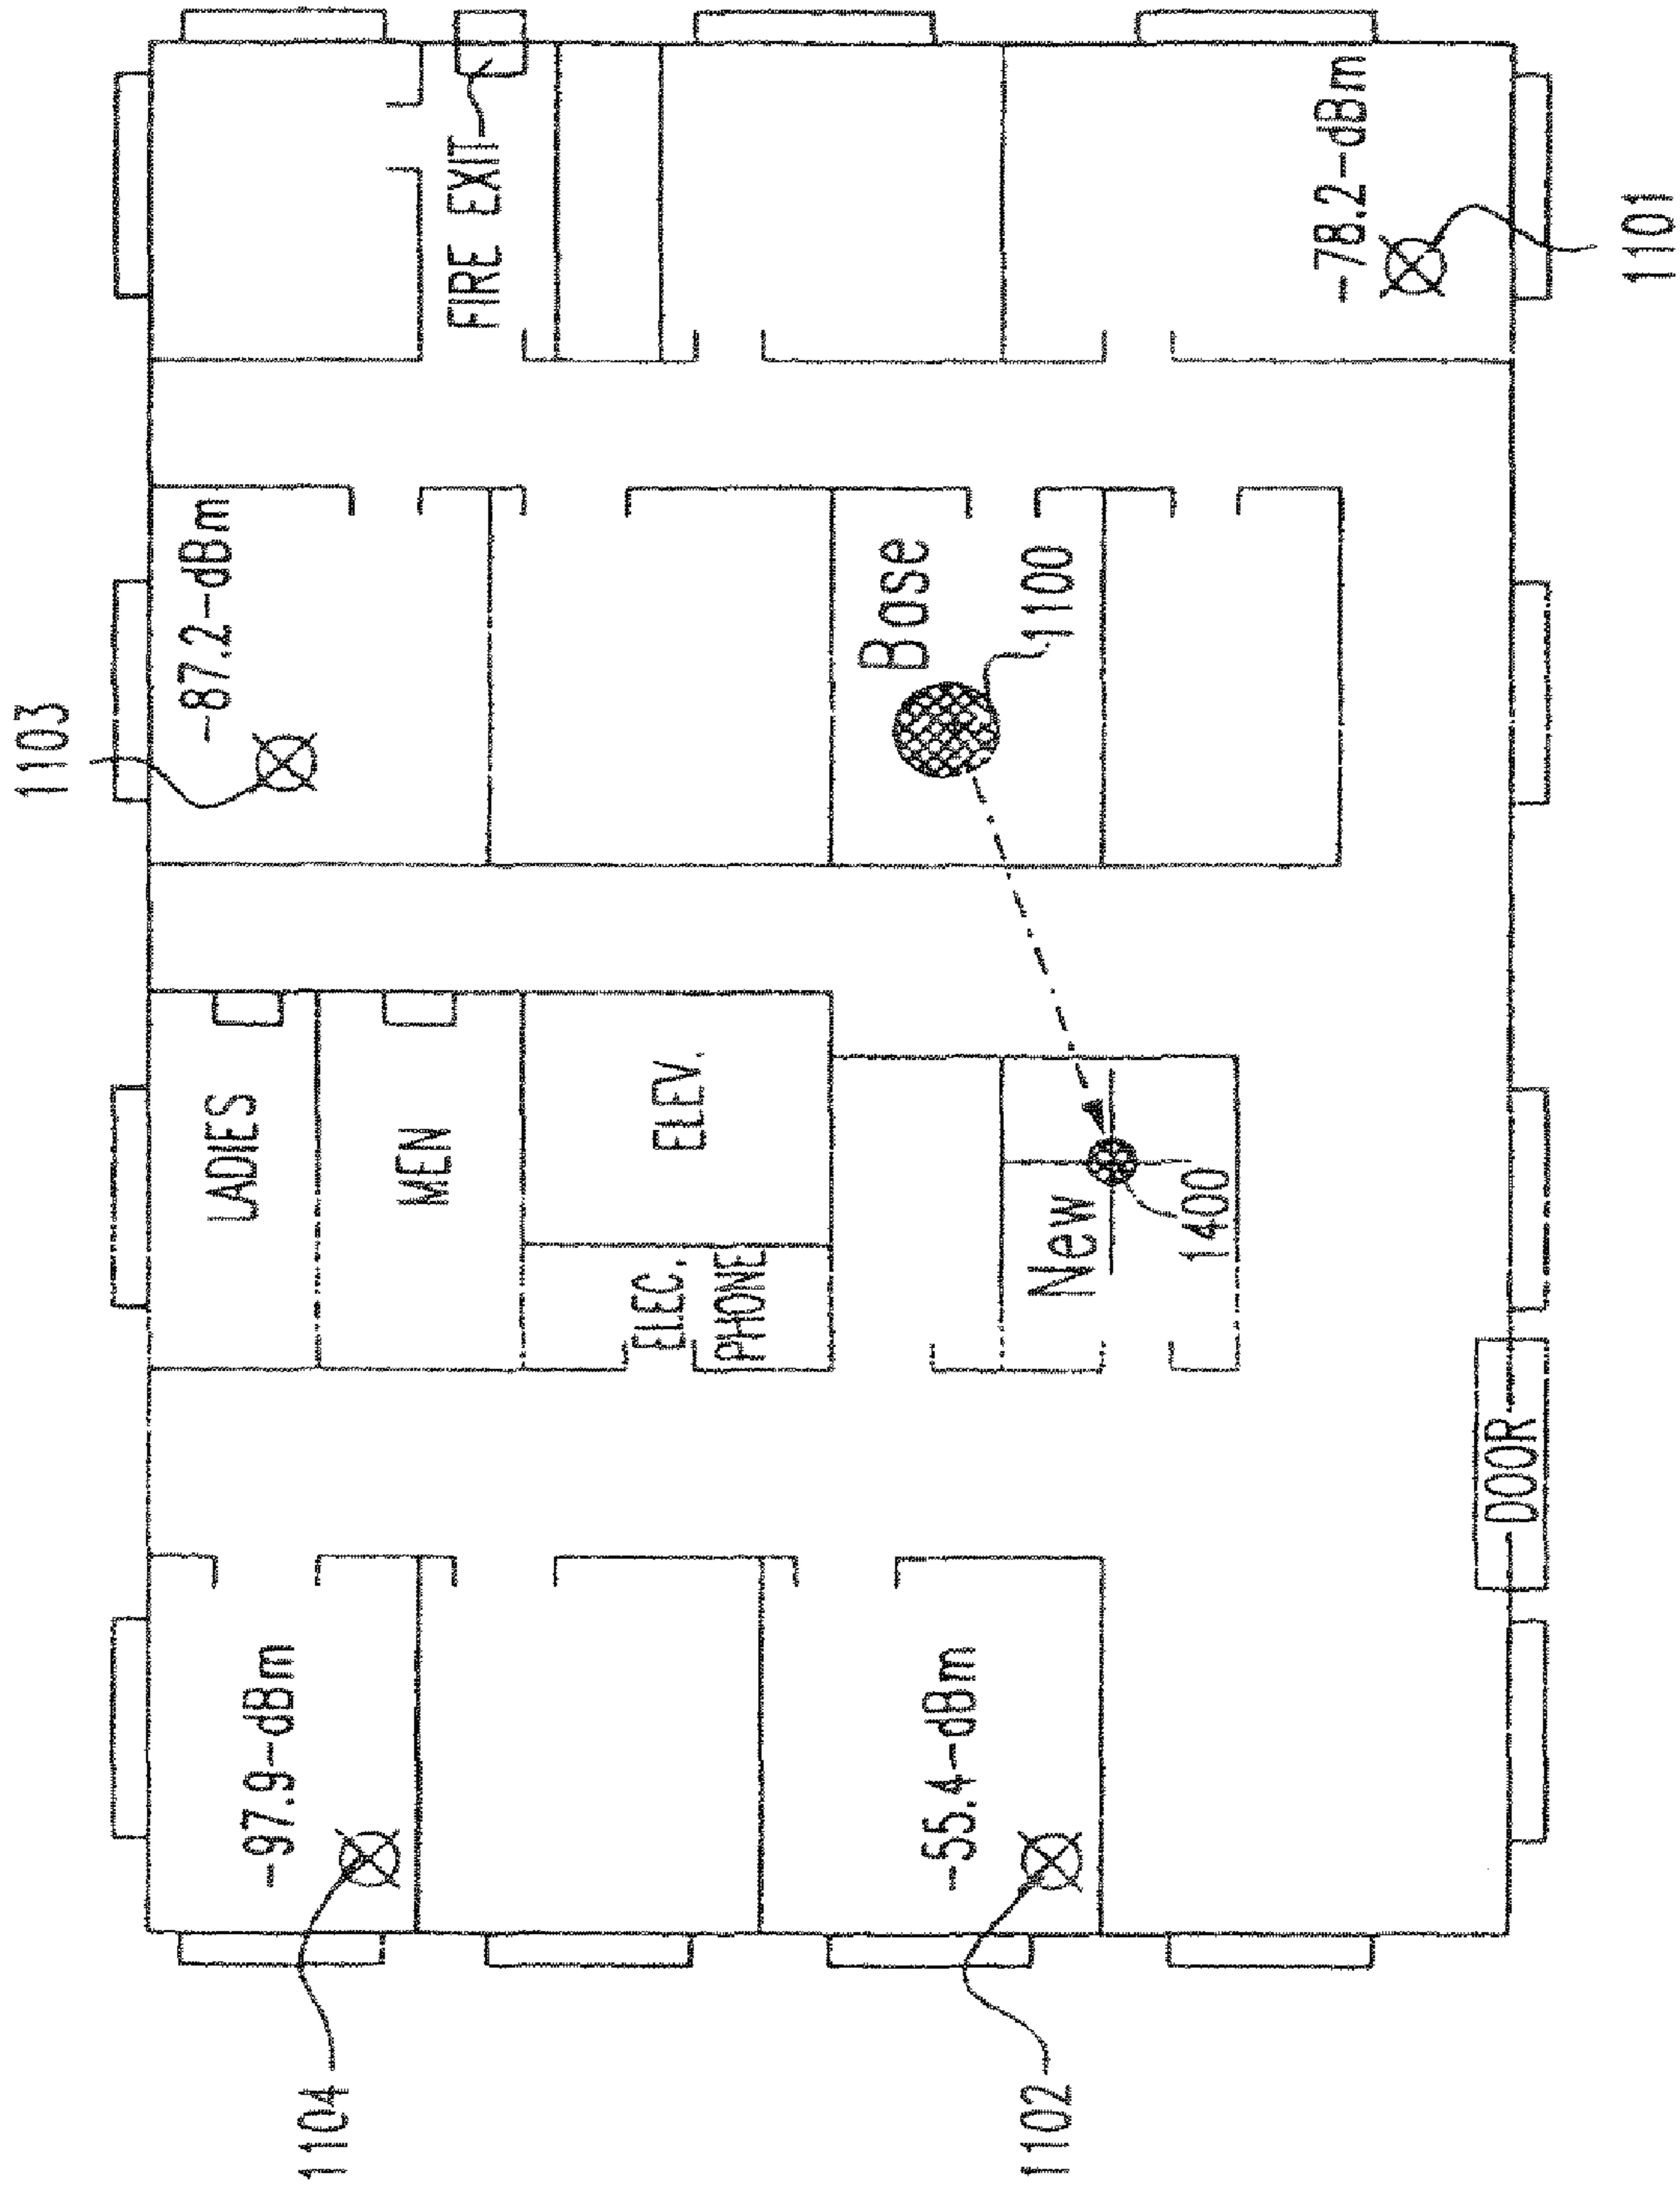 1103
-87.2-dBm
LADIES
-97.9-dBm
1104
MEN
FIRE EXIT
ELEC.
PHONE
ELEV.
Base
-55.4-dBm
1102
1100
New
1400
-78.2-dBm
DOOR
1101